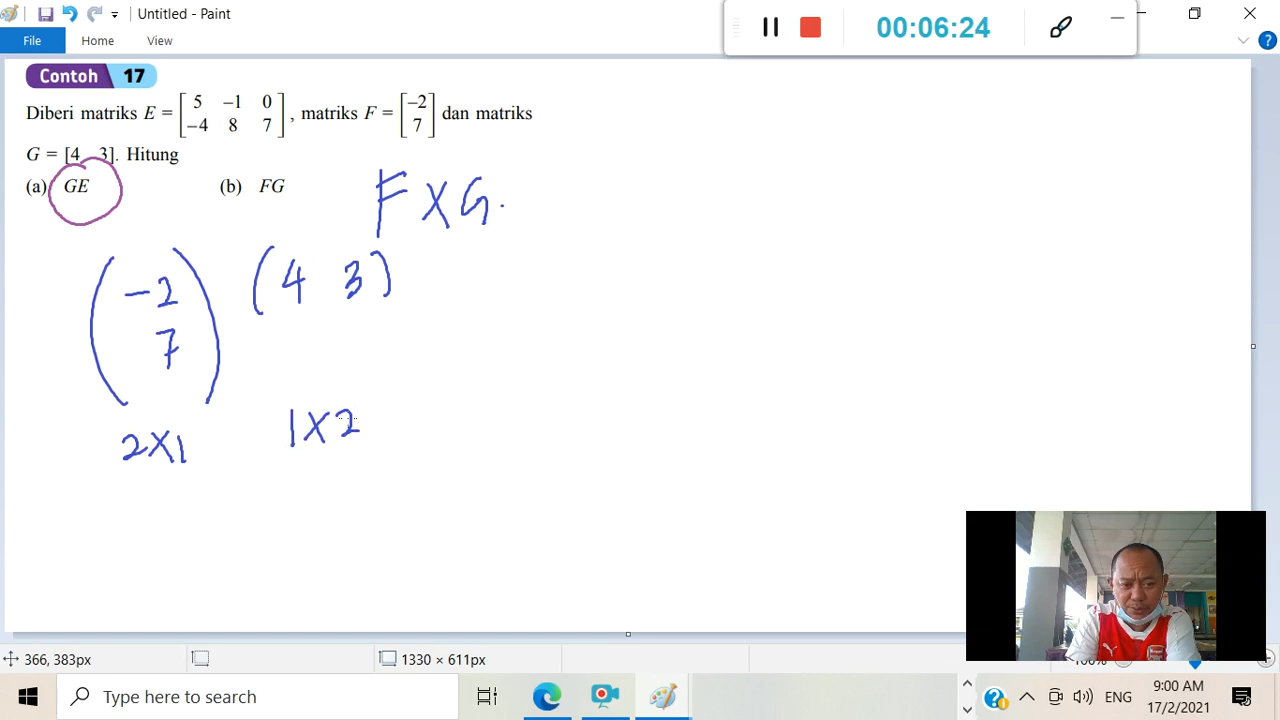 Untitled - Paint
00:06:24
File Home View
Contoh 17
Diberi matriks E = [5 −1 0
−4 8 7], matriks F = [−2
7] dan matriks
G = [4 3]. Hitung
(a) GE (b) FG
F X G.
(−2
7) (4 3)
2X1 1X2
366, 383px 1330 × 611px 100%
Type here to search
ENG
9:00 AM
17/2/2021